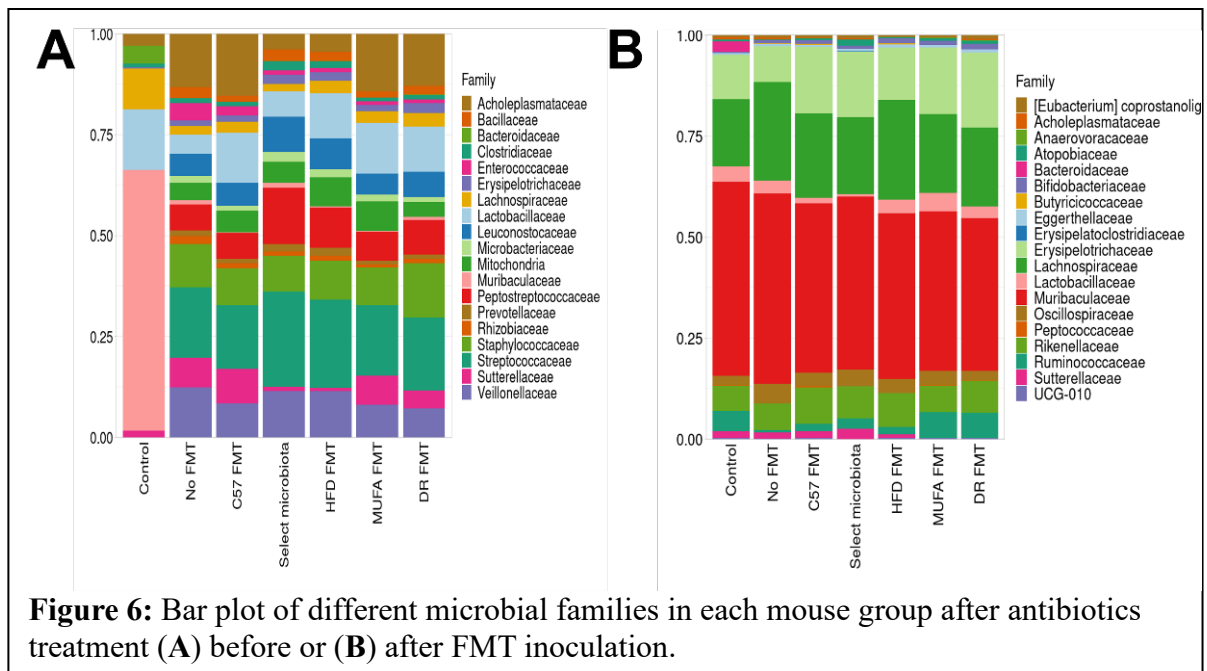 A
1.00
0.75
0.50
0.25
0.00
Control
No FMT
C57 FMT
Select microbiota
HFD FMT
MUFA FMT
DR FMT
Family
Acholeplasmataceae
Bacillaceae
Bacteroidaceae
Clostridiaceae
Enterococcaceae
Erysipelotrichaceae
Lachnospiraceae
Lactobacillaceae
Leuconostocaceae
Microbacteriaceae
Mitochondria
Muribaculaceae
Peptostreptococcaceae
Prevotellaceae
Rhizobiaceae
Staphylococcaceae
Streptococcaceae
Sutterellaceae
Veillonellaceae
B
1.00
0.75
0.50
0.25
0.00
Control
No FMT
C57 FMT
Select microbiota
HFD FMT
MUFA FMT
DR FMT
Family
[Eubacterium] coprostanolig
Acholeplasmataceae
Anaerovoracaceae
Atopobiaceae
Bacteroidaceae
Bifidobacteriaceae
Butyricicoccaceae
Eggerthellaceae
Erysipelatoclostridiaceae
Erysipelotrichaceae
Lachnospiraceae
Lactobacillaceae
Muribaculaceae
Oscillospiraceae
Peptococcaceae
Rikenellaceae
Ruminococcaceae
Sutterellaceae
UCG-010
Figure 6: Bar plot of different microbial families in each mouse group after antibiotics
treatment (A) before or (B) after FMT inoculation.